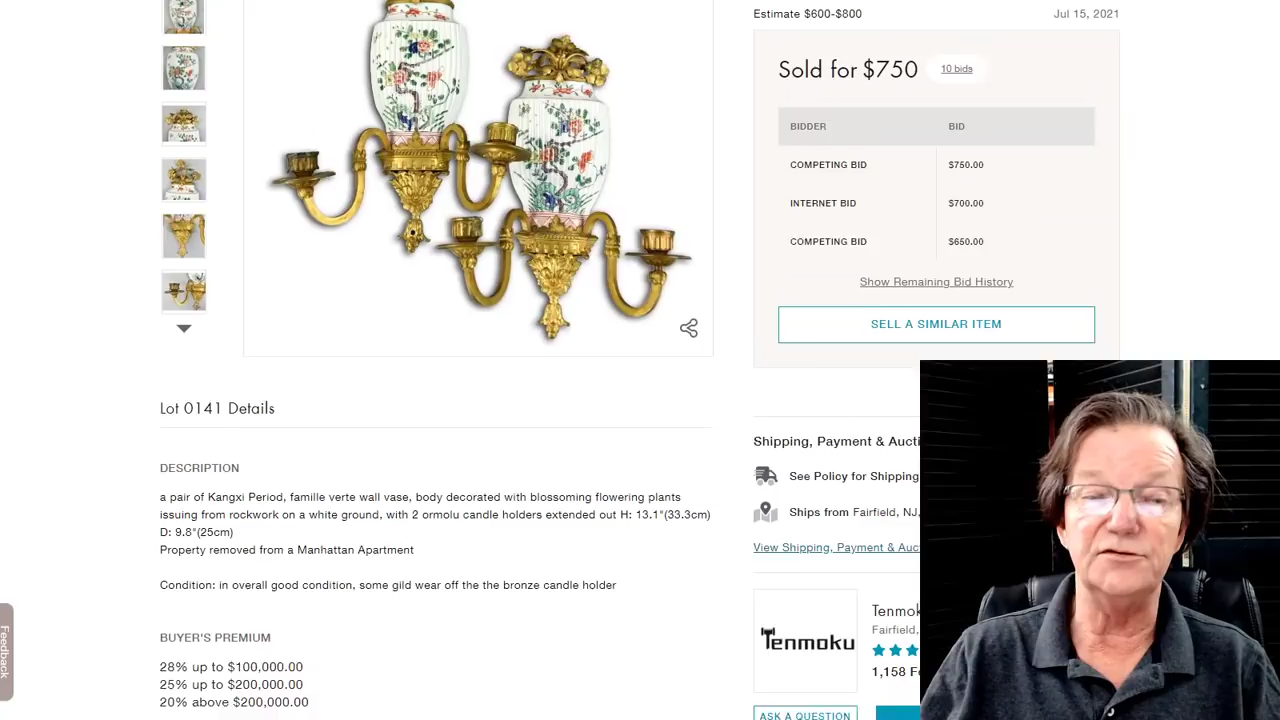 Estimate $600-$800
Jul 15, 2021
Sold for $750
10 bids
BIDDER BID
COMPETING BID $750.00
INTERNET BID $700.00
COMPETING BID $650.00
Show Remaining Bid History
SELL A SIMILAR ITEM
Lot 0141 Details
DESCRIPTION
a pair of Kangxi Period, famille verte wall vase, body decorated with blossoming flowering plants
issuing from rockwork on a white ground, with 2 ormolu candle holders extended out H: 13.1"(33.3cm)
D: 9.8"(25cm)
Property removed from a Manhattan Apartment
Condition: in overall good condition, some gild wear off the the bronze candle holder
BUYER'S PREMIUM
28% up to $100,000.00
25% up to $200,000.00
20% above $200,000.00
Shipping, Payment & Aucti
See Policy for Shipping
Ships from Fairfield, NJ,
View Shipping, Payment & Auc
Tenmoku
Tenmok
Fairfield,
1,158 F
ASK A QUESTION
Feedback